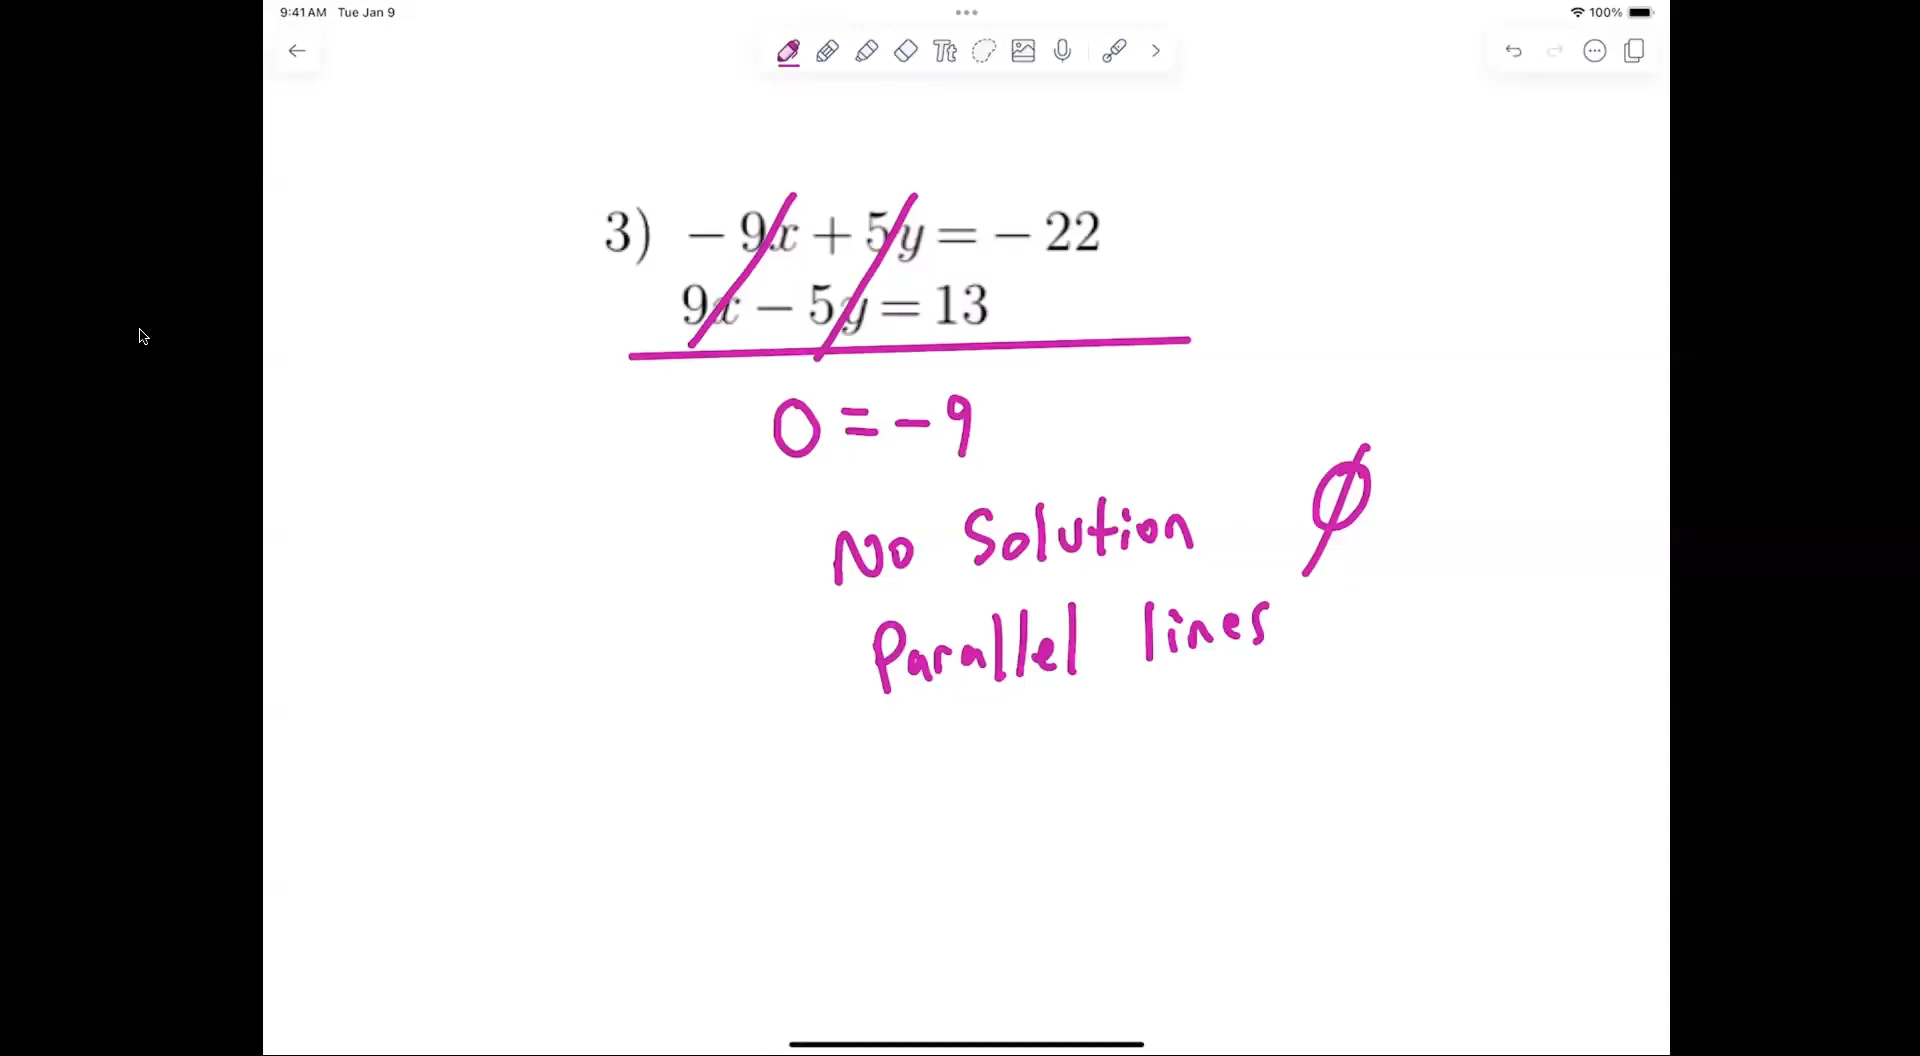 9:41 AM Tue Jan 9
100%
Tt
3) − 9x + 5y = − 22
9x − 5y = 13
0 = − 9
No Solution ∅
Parallel lines